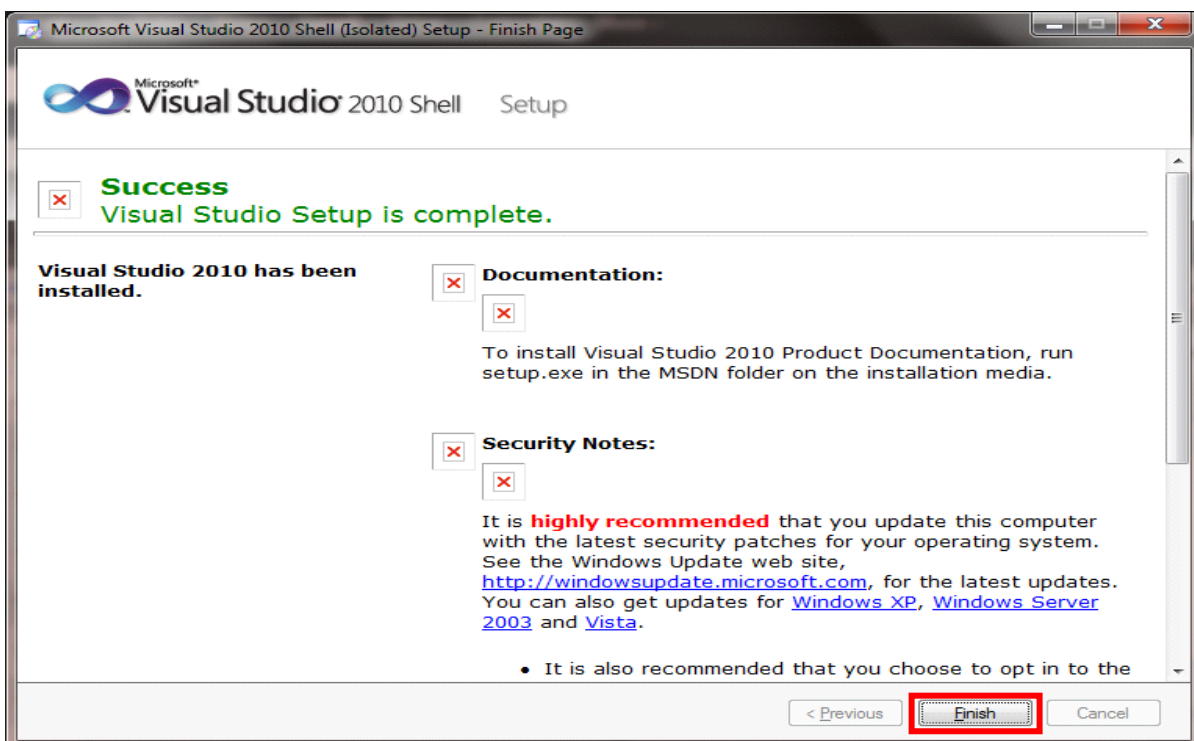 Microsoft Visual Studio 2010 Shell (Isolated) Setup - Finish Page
Microsoft®
Visual Studio® 2010 Shell Setup
Success
Visual Studio Setup is complete.
Visual Studio 2010 has been
installed.
Documentation:
To install Visual Studio 2010 Product Documentation, run
setup.exe in the MSDN folder on the installation media.
Security Notes:
It is highly recommended that you update this computer
with the latest security patches for your operating system.
See the Windows Update web site,
http://windowsupdate.microsoft.com, for the latest updates.
You can also get updates for Windows XP, Windows Server
2003 and Vista.
• It is also recommended that you choose to opt in to the
< Previous Finish Cancel